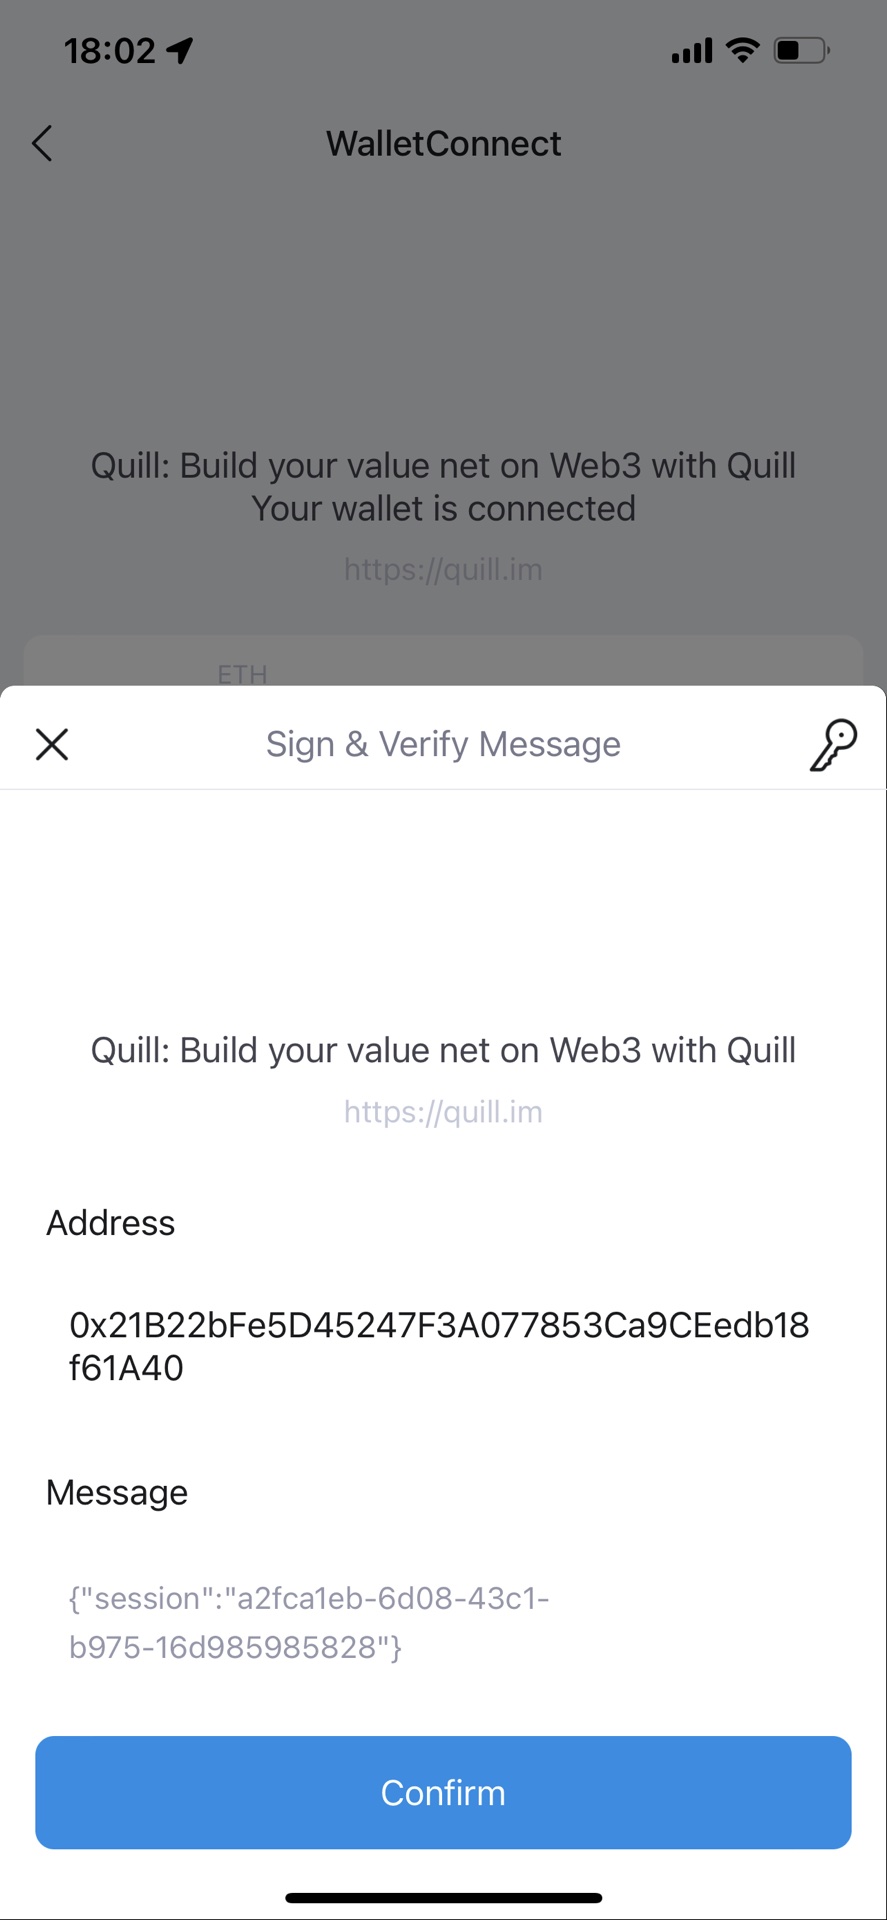 18:02
WalletConnect
Quill: Build your value net on Web3 with Quill
Your wallet is connected
https://quill.im
ETH
Sign & Verify Message
Quill: Build your value net on Web3 with Quill
https://quill.im
Address
0x21B22bFe5D45247F3A077853Ca9CEedb18
f61A40
Message
{"session":"a2fca1eb-6d08-43c1-
b975-16d985985828"}
Confirm